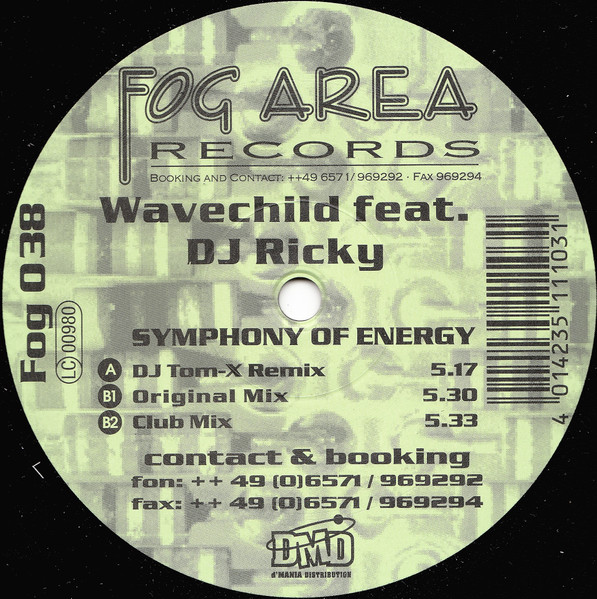 FOG AREA
RECORDS
BOOKING AND CONTACT: ++49 6571/969292 · FAX 969294
Wavechild feat.
DJ Ricky
Fog 038
LC 00980
SYMPHONY OF ENERGY
A DJ Tom-X Remix 5.17
B1 Original Mix 5.30
B2 Club Mix 5.33
4 014235 111031
contact & booking
fon: ++ 49 (0)6571 / 969292
fax: ++ 49 (0)6571 / 969294
DMD
d'MANIA DISTRIBUTION